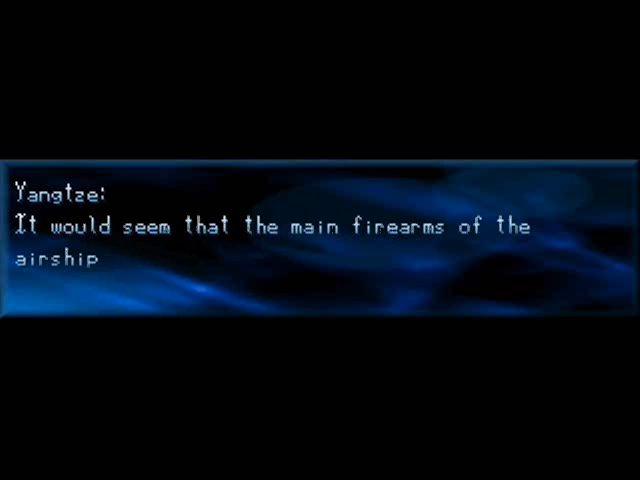 Yangtze:
It would seem that the main firearms of the
airship